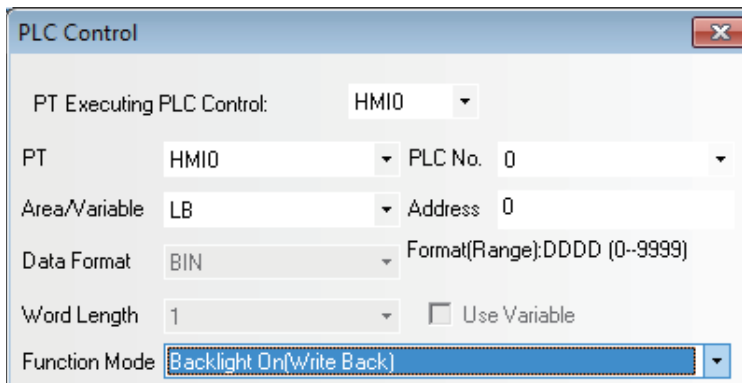 PLC Control
PT Executing PLC Control: HMI0
PT HMI0 PLC No. 0
Area/Variable LB Address 0
Data Format BIN Format(Range):DDDD (0--9999)
Word Length 1 Use Variable
Function Mode Backlight On(Write Back)